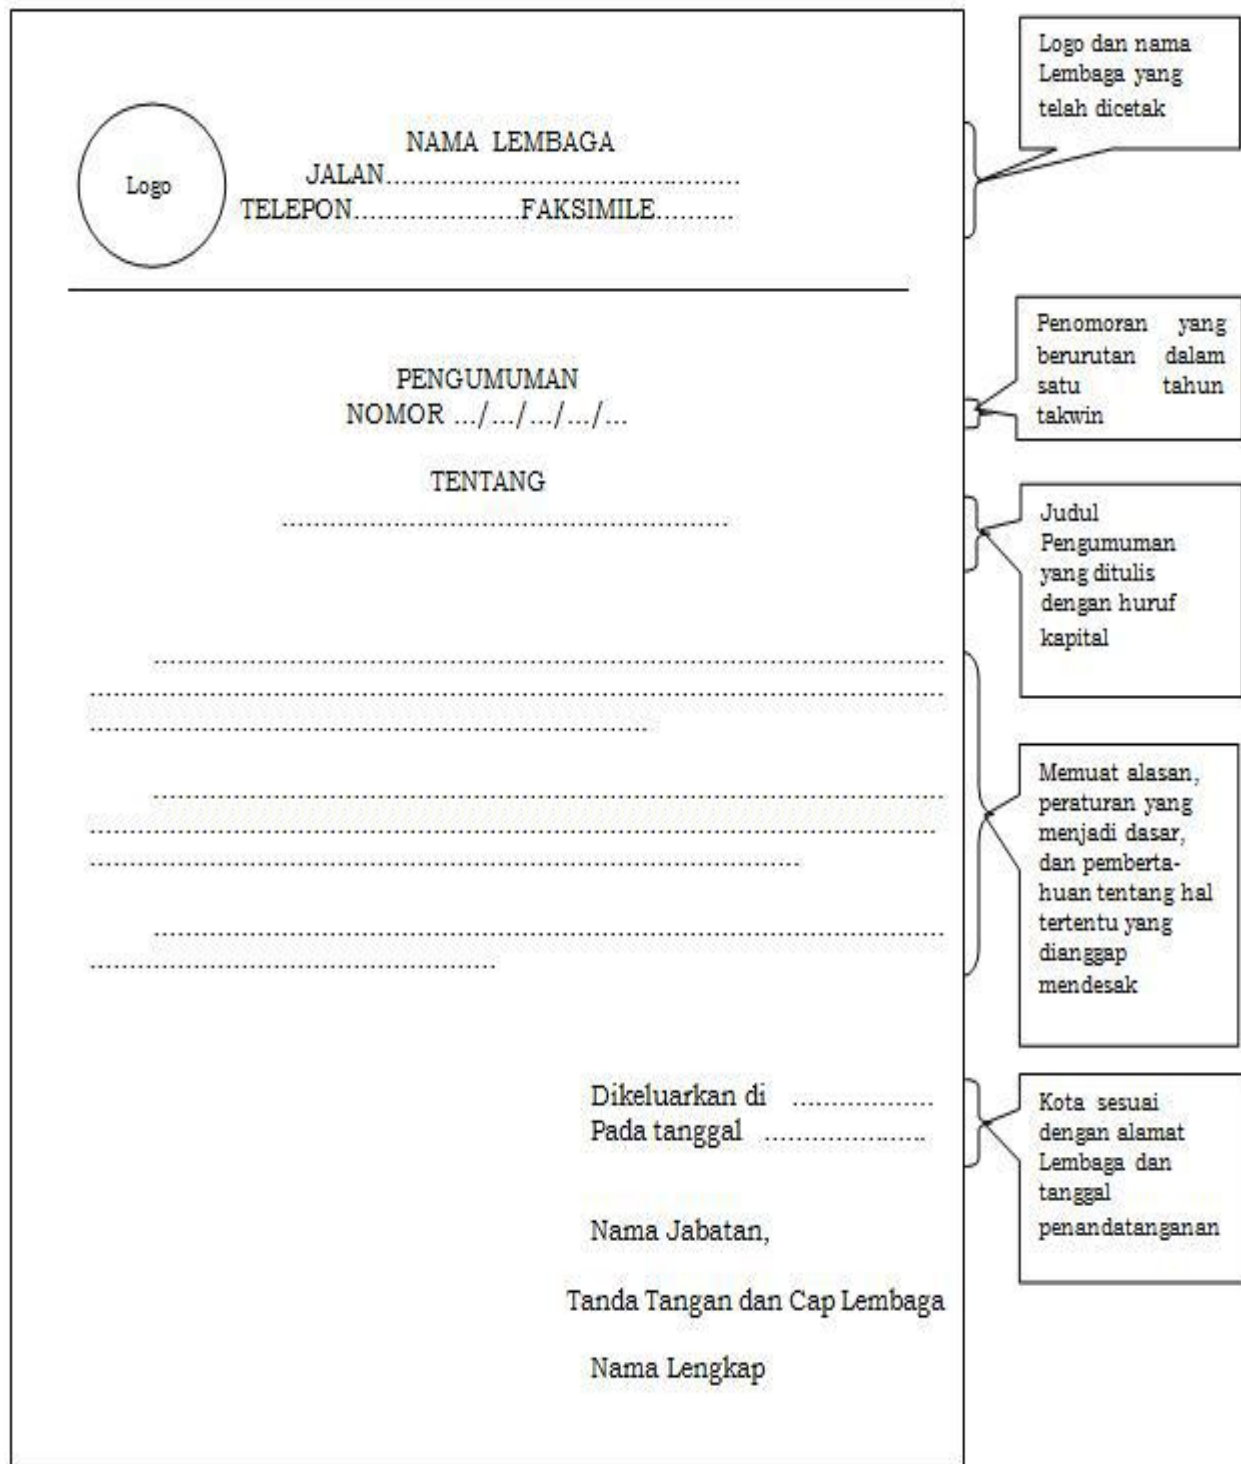 Logo
NAMA LEMBAGA
JALAN..............................................
TELEPON......................FAKSIMILE..........
PENGUMUMAN
NOMOR .../.../.../.../...
TENTANG
..........................................................
Dikeluarkan di ..................
Pada tanggal .....................
Nama Jabatan,
Tanda Tangan dan Cap Lembaga
Nama Lengkap
Logo dan nama
Lembaga yang
telah dicetak
Penomoran yang
berurutan dalam
satu tahun
takwin
Judul
Pengumuman
yang ditulis
dengan huruf
kapital
Memuat alasan,
peraturan yang
menjadi dasar,
dan pemberta-
huan tentang hal
tertentu yang
dianggap
mendesak
Kota sesuai
dengan alamat
Lembaga dan
tanggal
penandatanganan